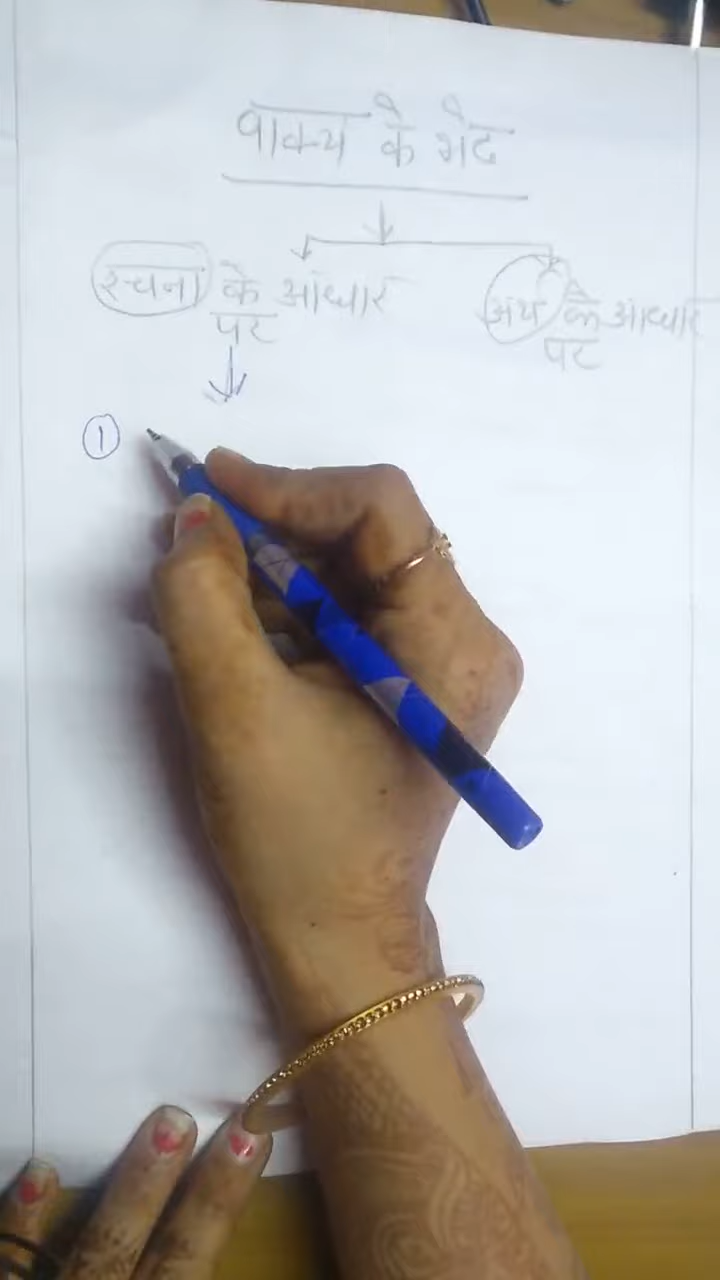 वाक्य के भेद
रचना के आधार पर
अर्थ के आधार पर
1